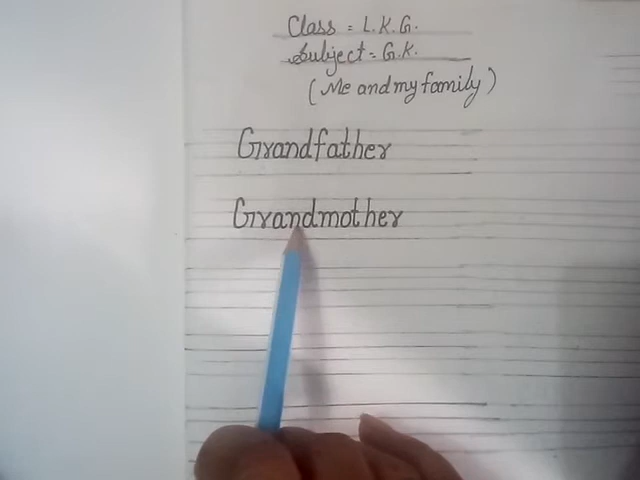 Class = L.K.G.
Subject = G.K.
(Me and my family)
Grandfather
Grandmother